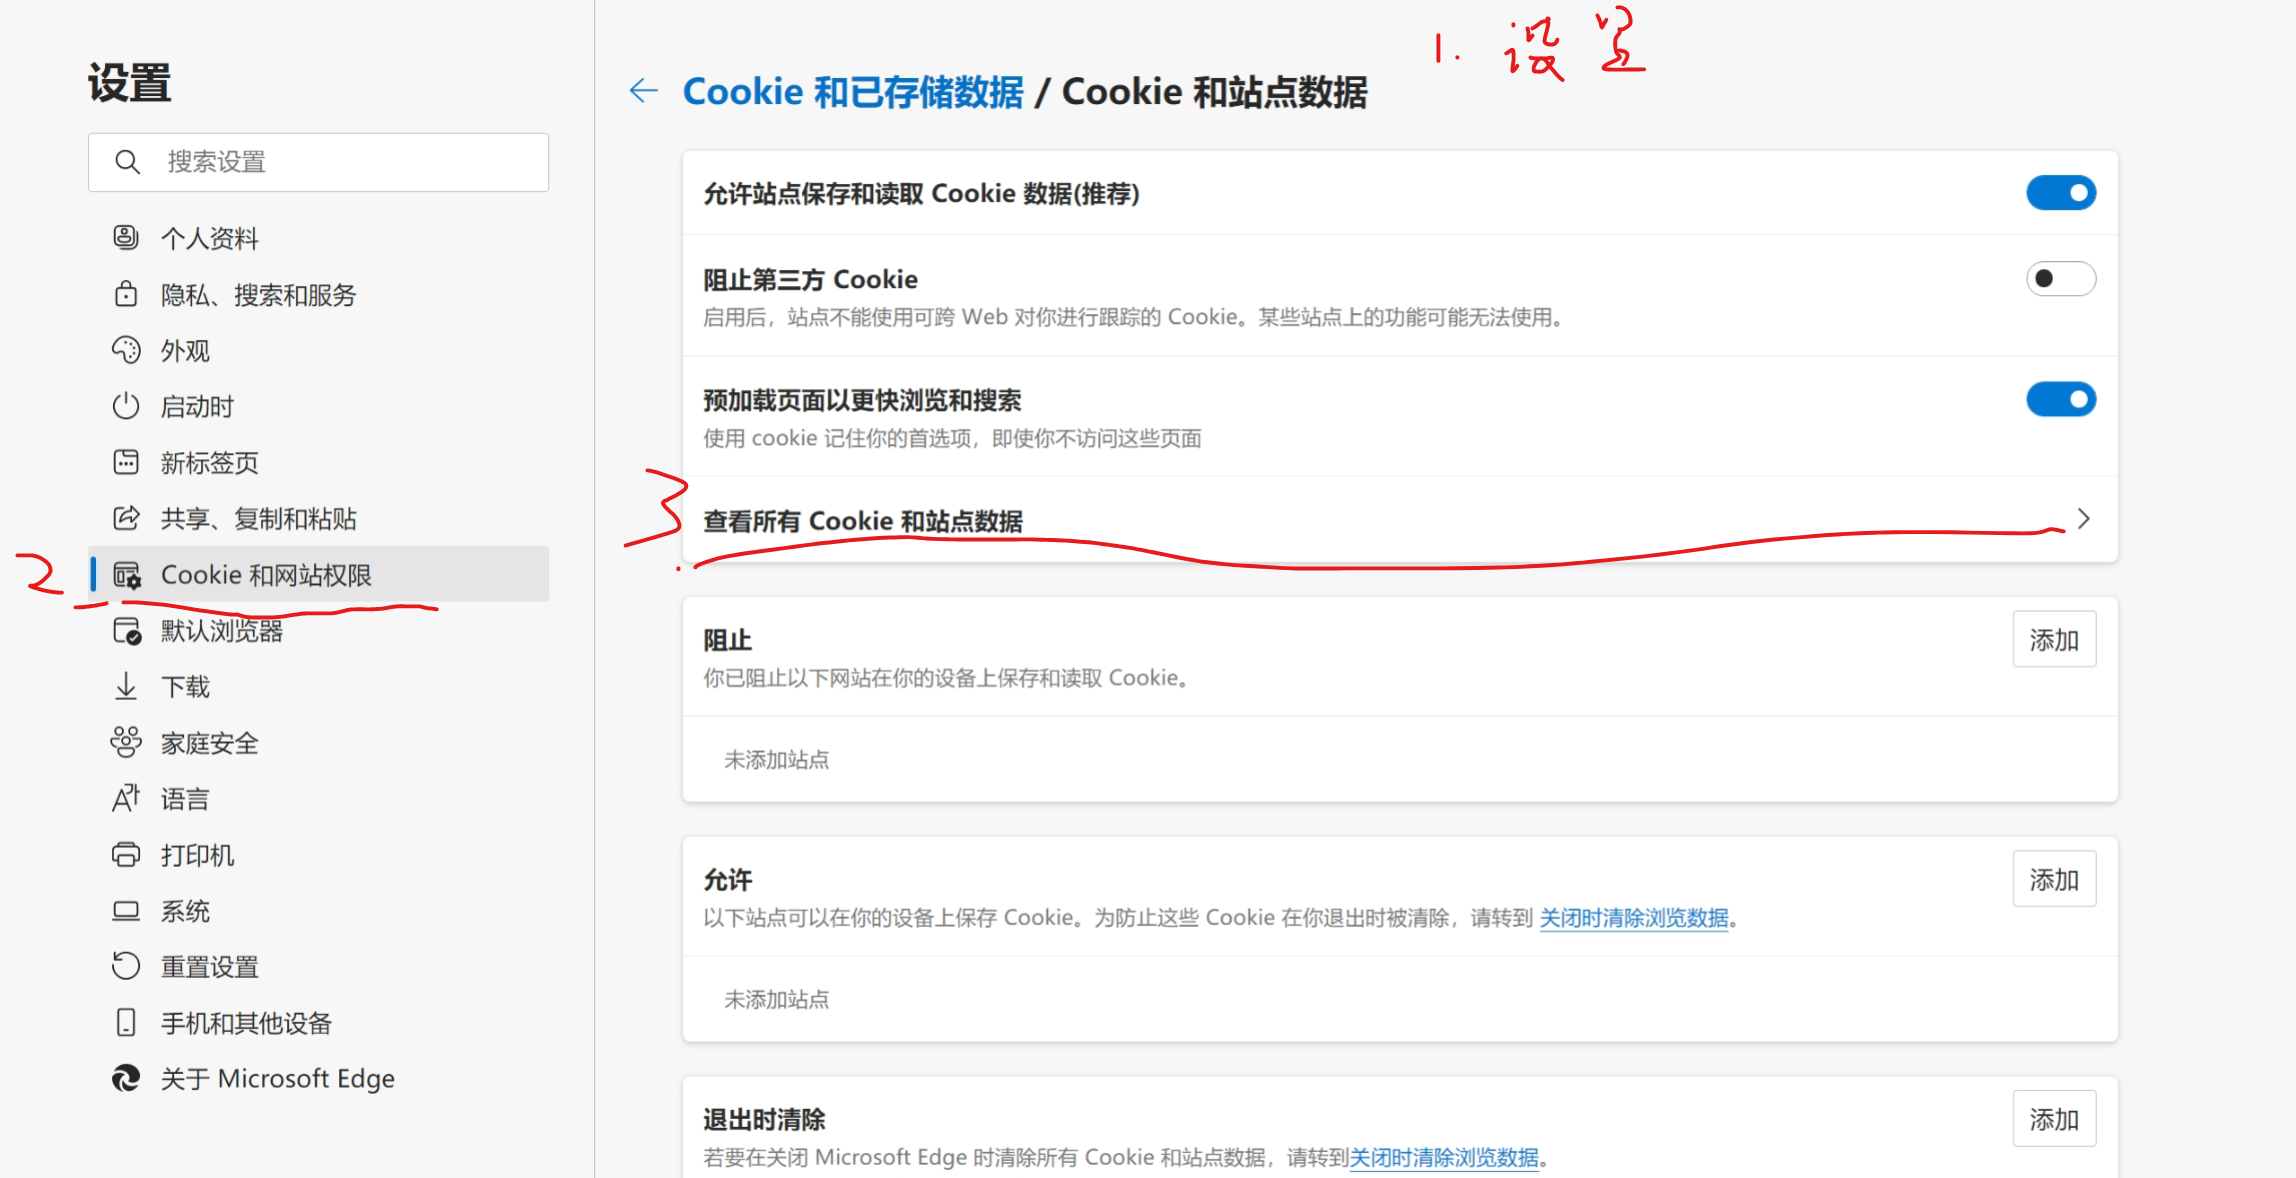 1. 设置
设置
搜索设置
个人资料
隐私、搜索和服务
外观
启动时
新标签页
共享、复制和粘贴
2 Cookie 和网站权限
默认浏览器
下载
家庭安全
语言
打印机
系统
重置设置
手机和其他设备
关于 Microsoft Edge
Cookie 和已存储数据 / Cookie 和站点数据
允许站点保存和读取 Cookie 数据(推荐)
阻止第三方 Cookie
启用后，站点不能使用可跨 Web 对你进行跟踪的 Cookie。某些站点上的功能可能无法使用。
预加载页面以更快浏览和搜索
使用 cookie 记住你的首选项，即使你不访问这些页面
3. 查看所有 Cookie 和站点数据
阻止 添加
你已阻止以下网站在你的设备上保存和读取 Cookie。
未添加站点
允许 添加
以下站点可以在你的设备上保存 Cookie。为防止这些 Cookie 在你退出时被清除，请转到 关闭时清除浏览数据。
未添加站点
退出时清除 添加
若要在关闭 Microsoft Edge 时清除所有 Cookie 和站点数据，请转到关闭时清除浏览数据。